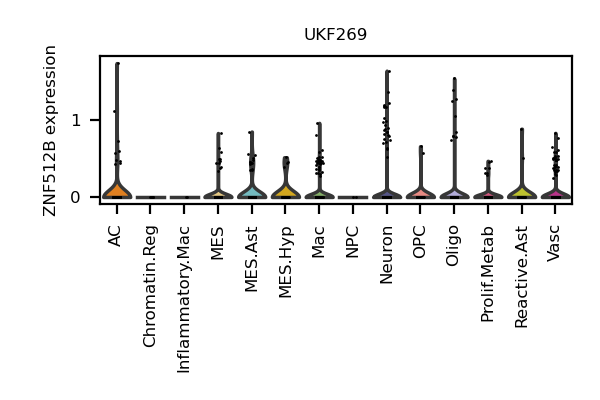 UKF269
ZNF512B expression
1
0
AC
Chromatin.Reg
Inflammatory.Mac
MES
MES.Ast
MES.Hyp
Mac
NPC
Neuron
OPC
Oligo
Prolif.Metab
Reactive.Ast
Vasc